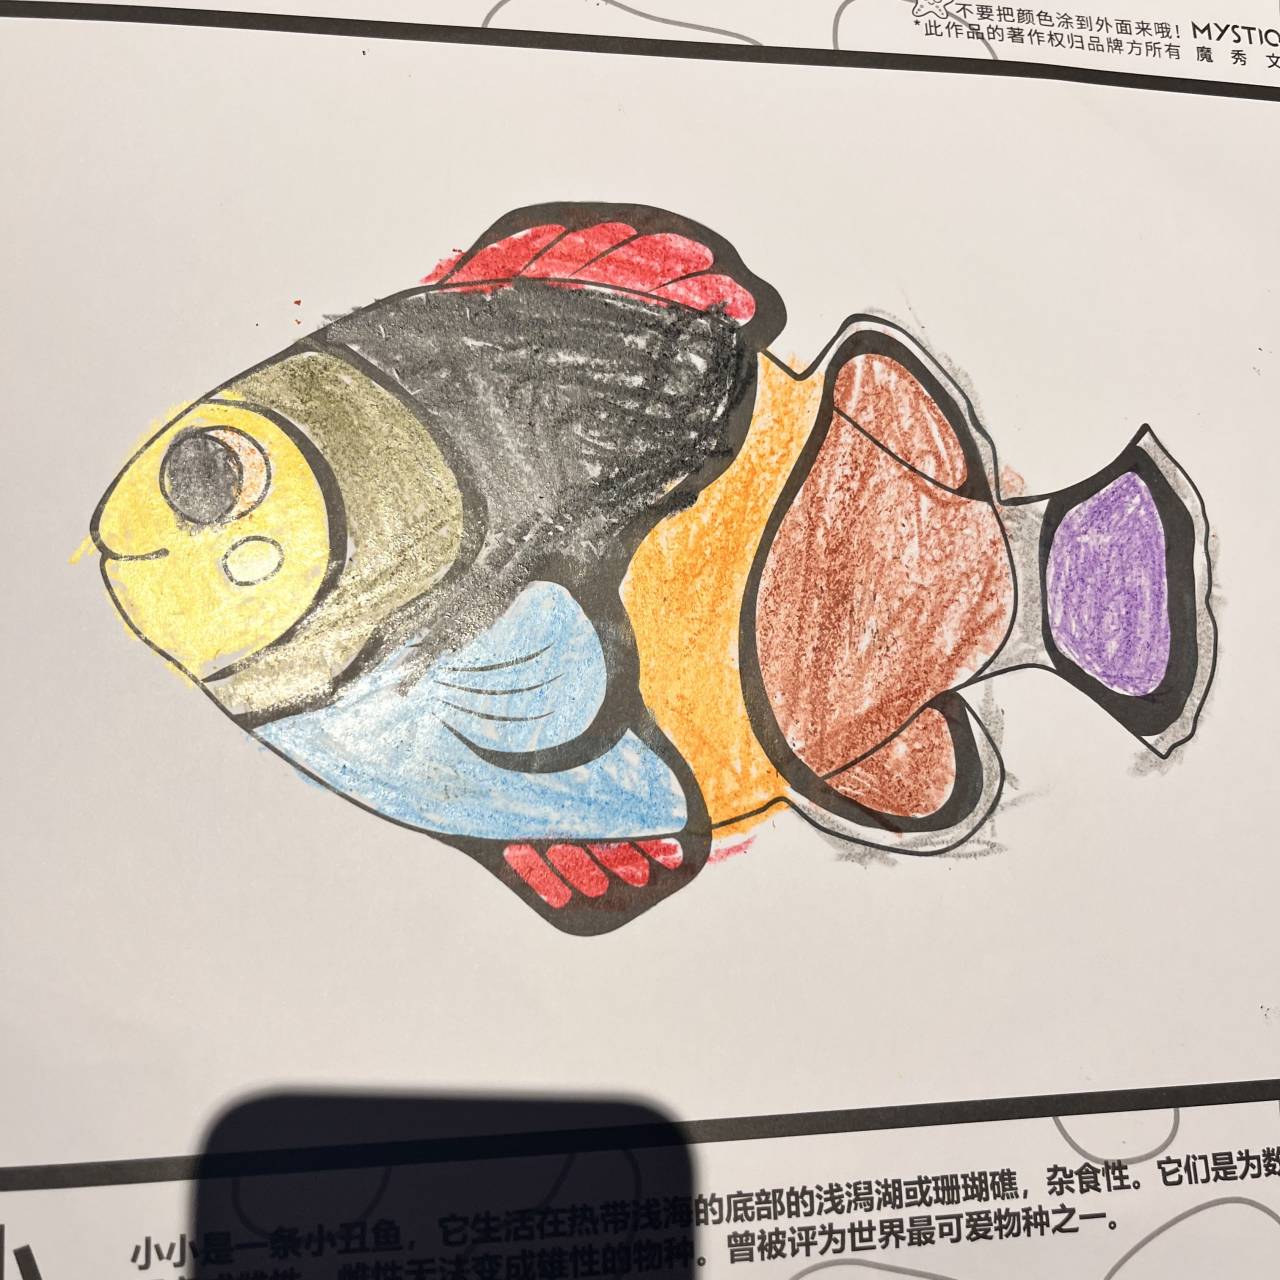 不要把颜色涂到外面来哦！ MYSTIC
*此作品的著作权归品牌方所有 魔 秀 文
小小是一条小丑鱼，它生活在热带浅海的底部的浅潟湖或珊瑚礁，杂食性。它们是为数
雌性无法变成雄性的物种。曾被评为世界最可爱物种之一。